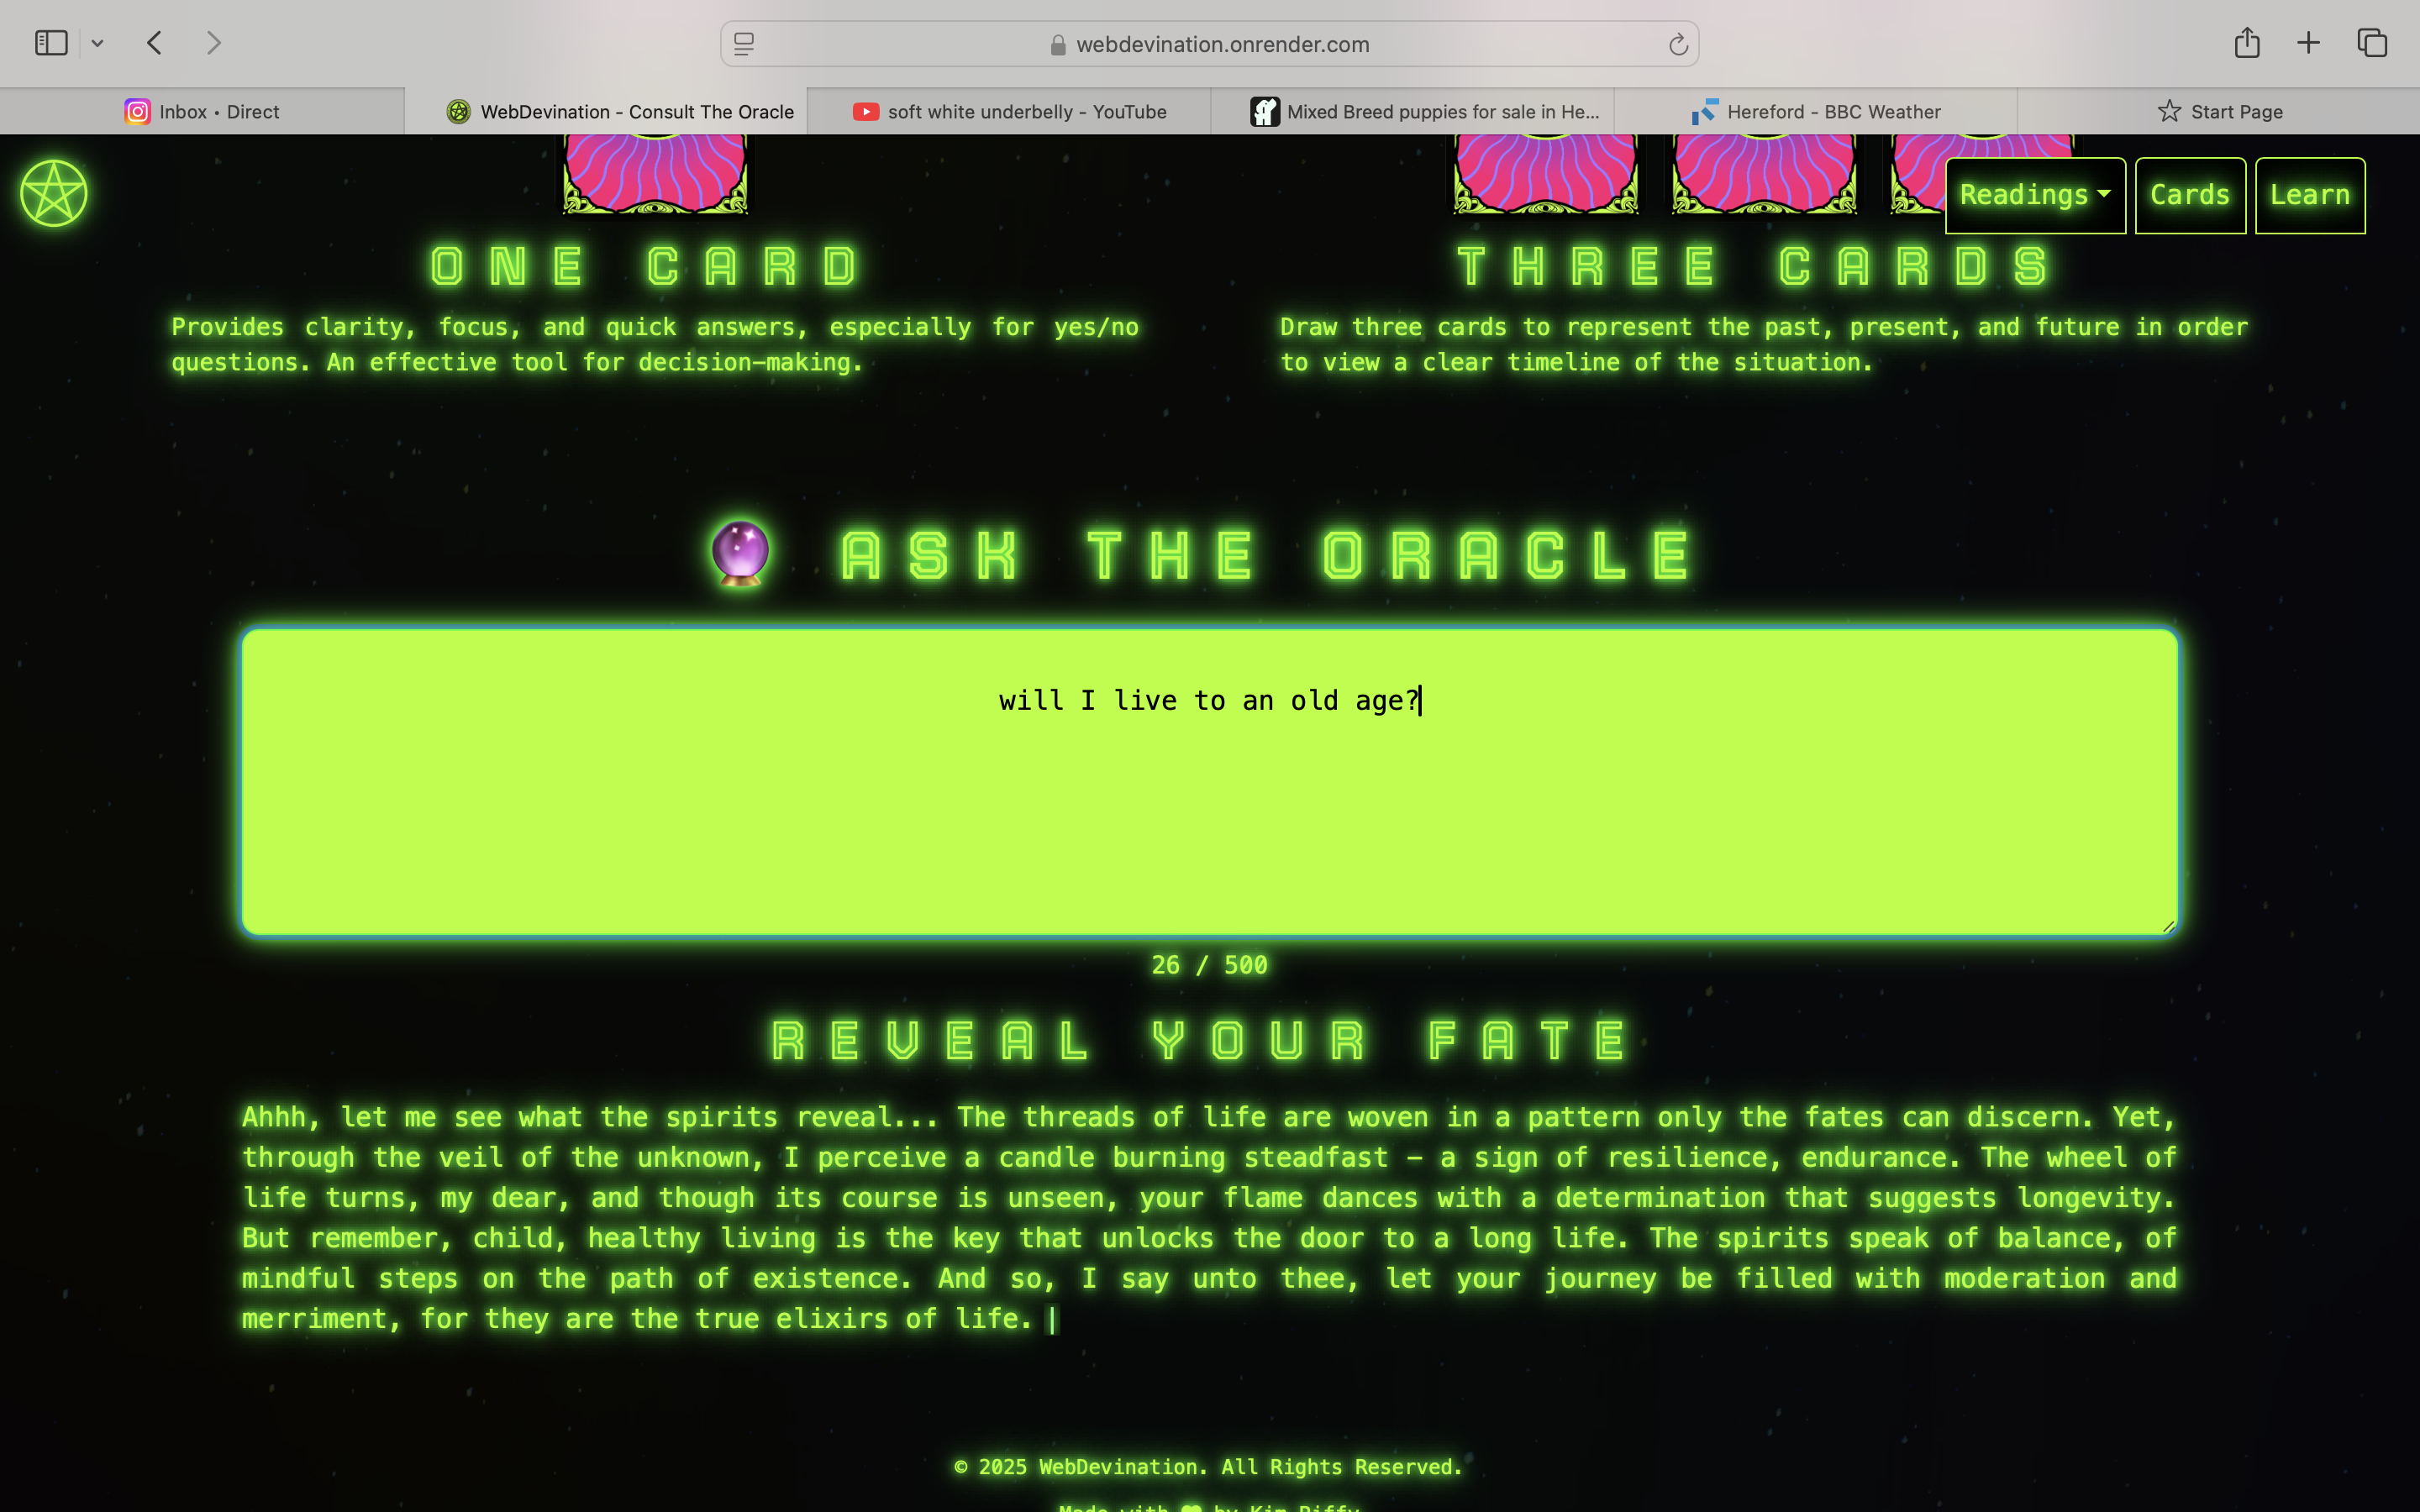 webdevination.onrender.com
Inbox • Direct
WebDevination - Consult The Oracle
soft white underbelly - YouTube
Mixed Breed puppies for sale in He...
Hereford - BBC Weather
Start Page
Readings
Cards
Learn
ONE CARD
Provides clarity, focus, and quick answers, especially for yes/no
questions. An effective tool for decision-making.
THREE CARDS
Draw three cards to represent the past, present, and future in order
to view a clear timeline of the situation.
ASK THE ORACLE
will I live to an old age?
26 / 500
REVEAL YOUR FATE
Ahhh, let me see what the spirits reveal... The threads of life are woven in a pattern only the fates can discern. Yet,
through the veil of the unknown, I perceive a candle burning steadfast – a sign of resilience, endurance. The wheel of
life turns, my dear, and though its course is unseen, your flame dances with a determination that suggests longevity.
But remember, child, healthy living is the key that unlocks the door to a long life. The spirits speak of balance, of
mindful steps on the path of existence. And so, I say unto thee, let your journey be filled with moderation and
merriment, for they are the true elixirs of life.
© 2025 WebDevination. All Rights Reserved.
Made with 💚 by Kim Diffy